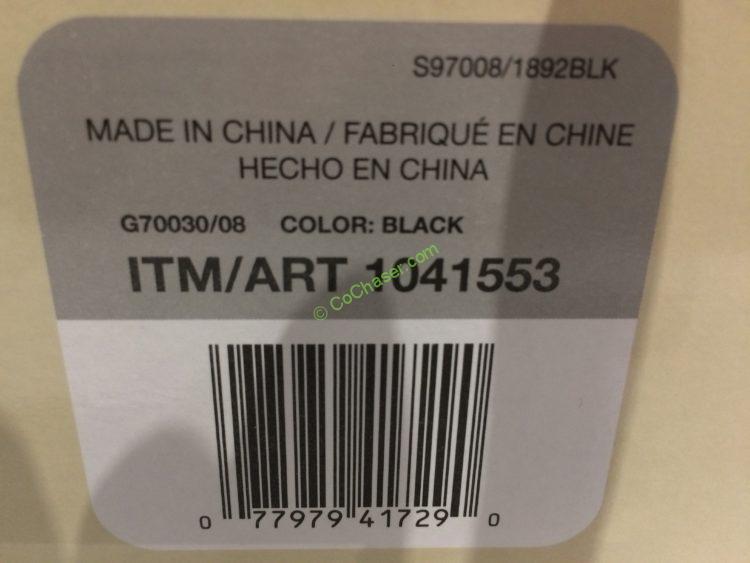 S97008/1892BLK
MADE IN CHINA / FABRIQUÉ EN CHINE
HECHO EN CHINA
G70030/08 COLOR: BLACK
ITM/ART 1041553
© CoChaser.com
0 77979 41729 0